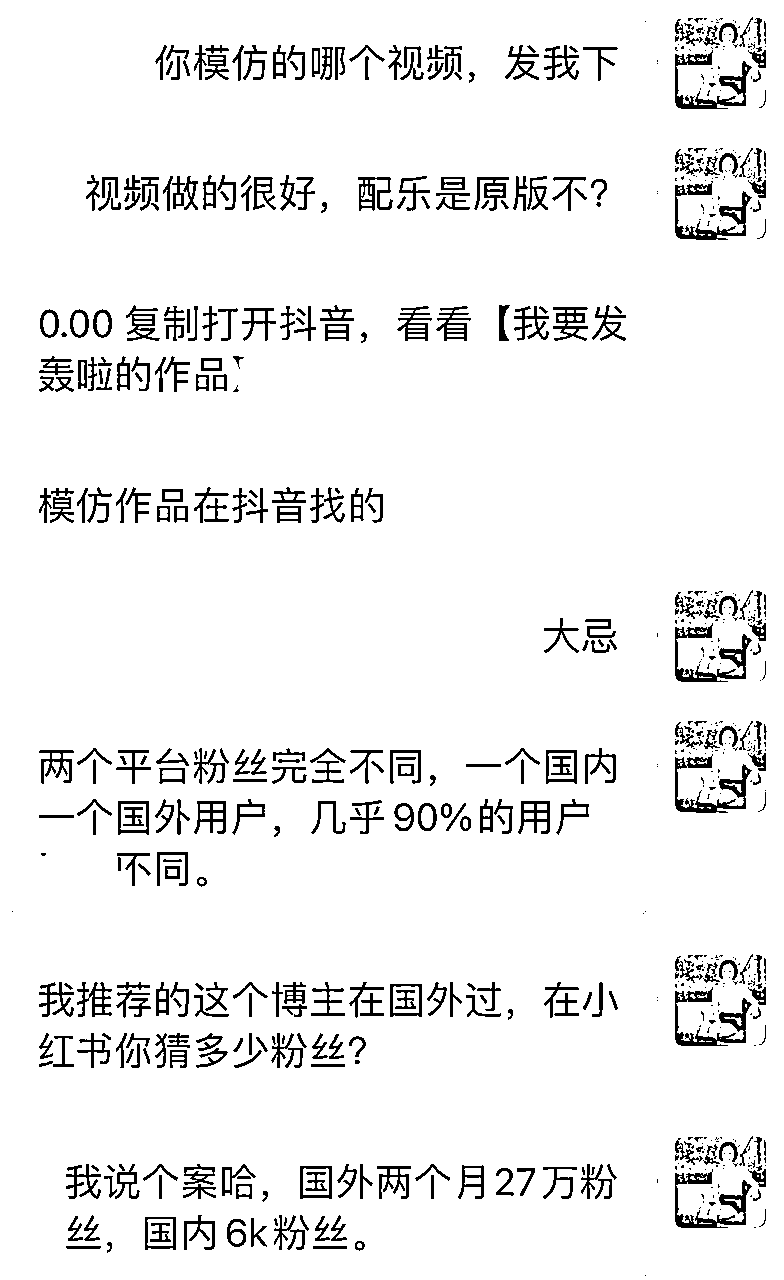 你模仿的哪个视频，发我下
视频做的很好，配乐是原版不？
0.00 复制打开抖音，看看【我要发
轰啦的作品】
模仿作品在抖音找的
大忌
两个平台粉丝完全不同，一个国内
一个国外用户，几乎90%的用户
不同。
我推荐的这个博主在国外过，在小
红书你猜多少粉丝？
我说个案哈，国外两个月27万粉
丝，国内6k粉丝。